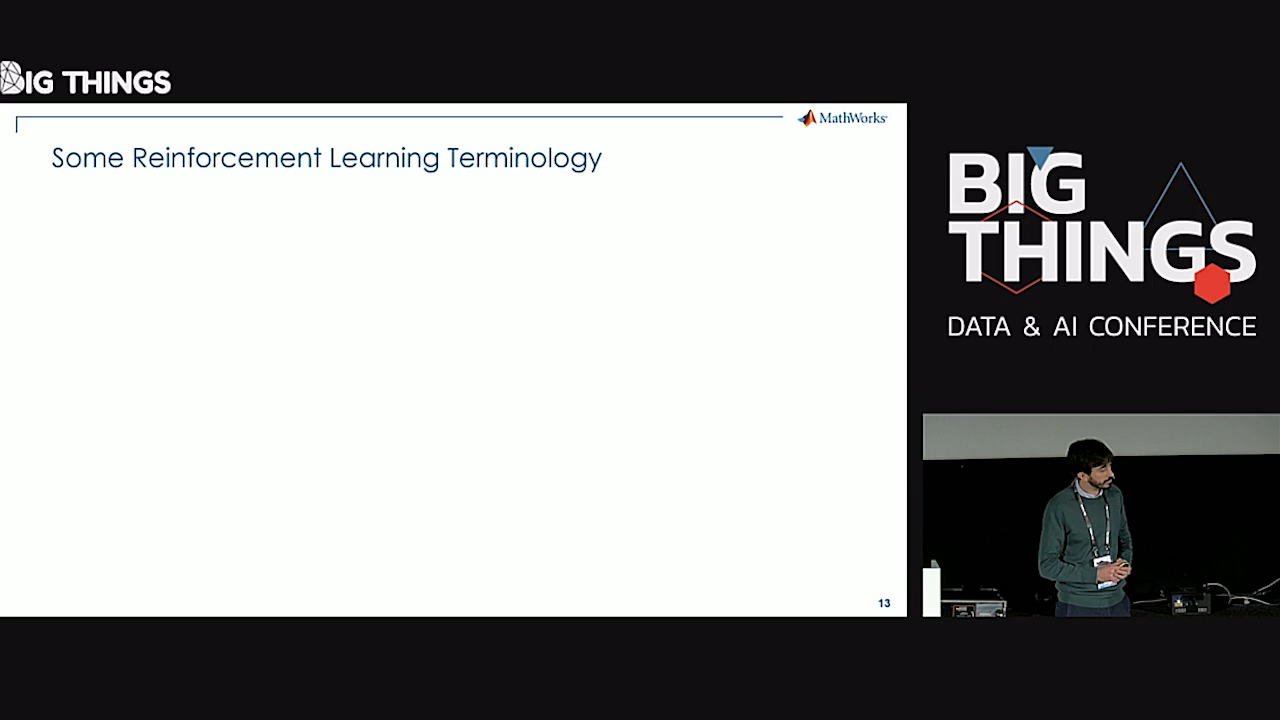 BIG THINGS
MathWorks
Some Reinforcement Learning Terminology
13
BIG
THINGS
DATA & AI CONFERENCE